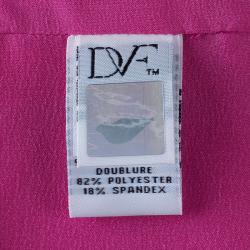 DVF™
DOUBLURE
82% POLYESTER
18% SPANDEX